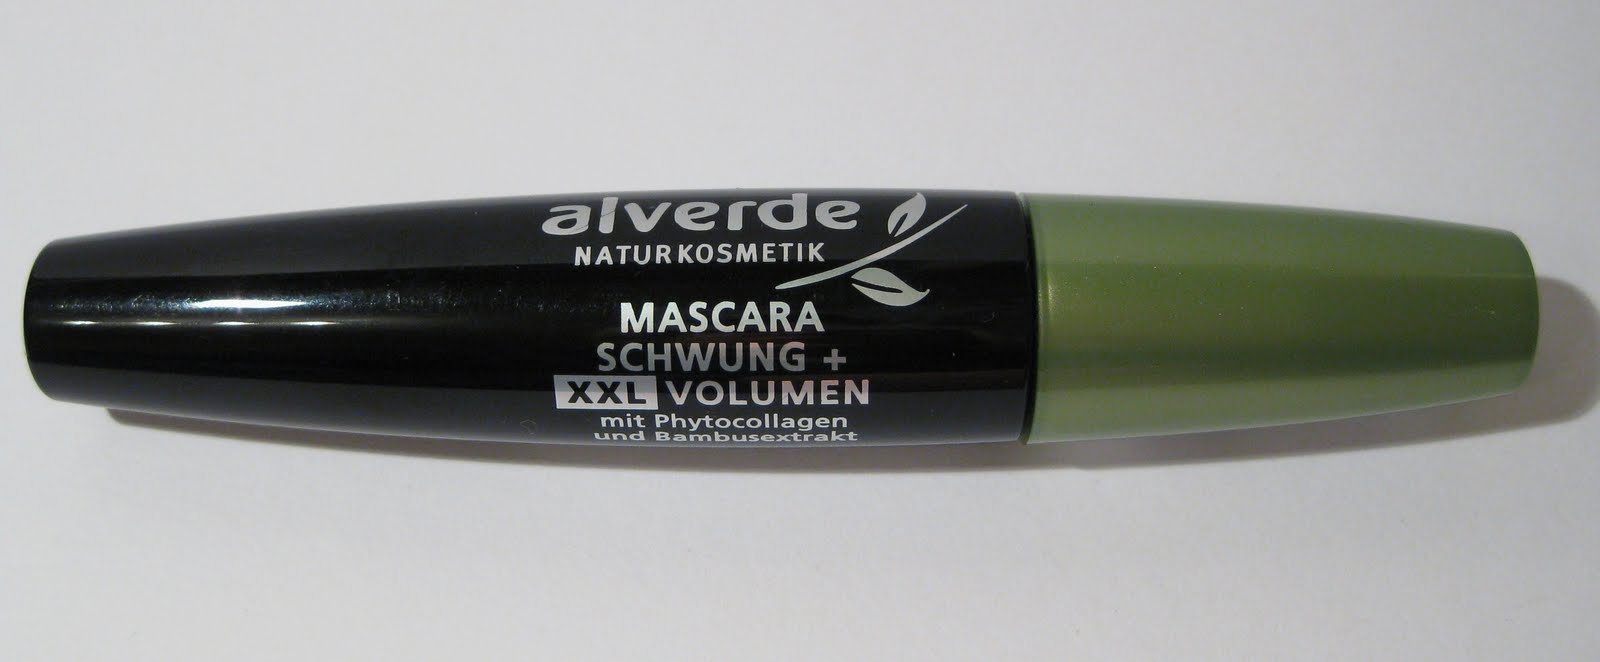 alverde
NATURKOSMETIK
MASCARA
SCHWUNG +
XXL VOLUMEN
mit Phytocollagen
und Bambusextrakt